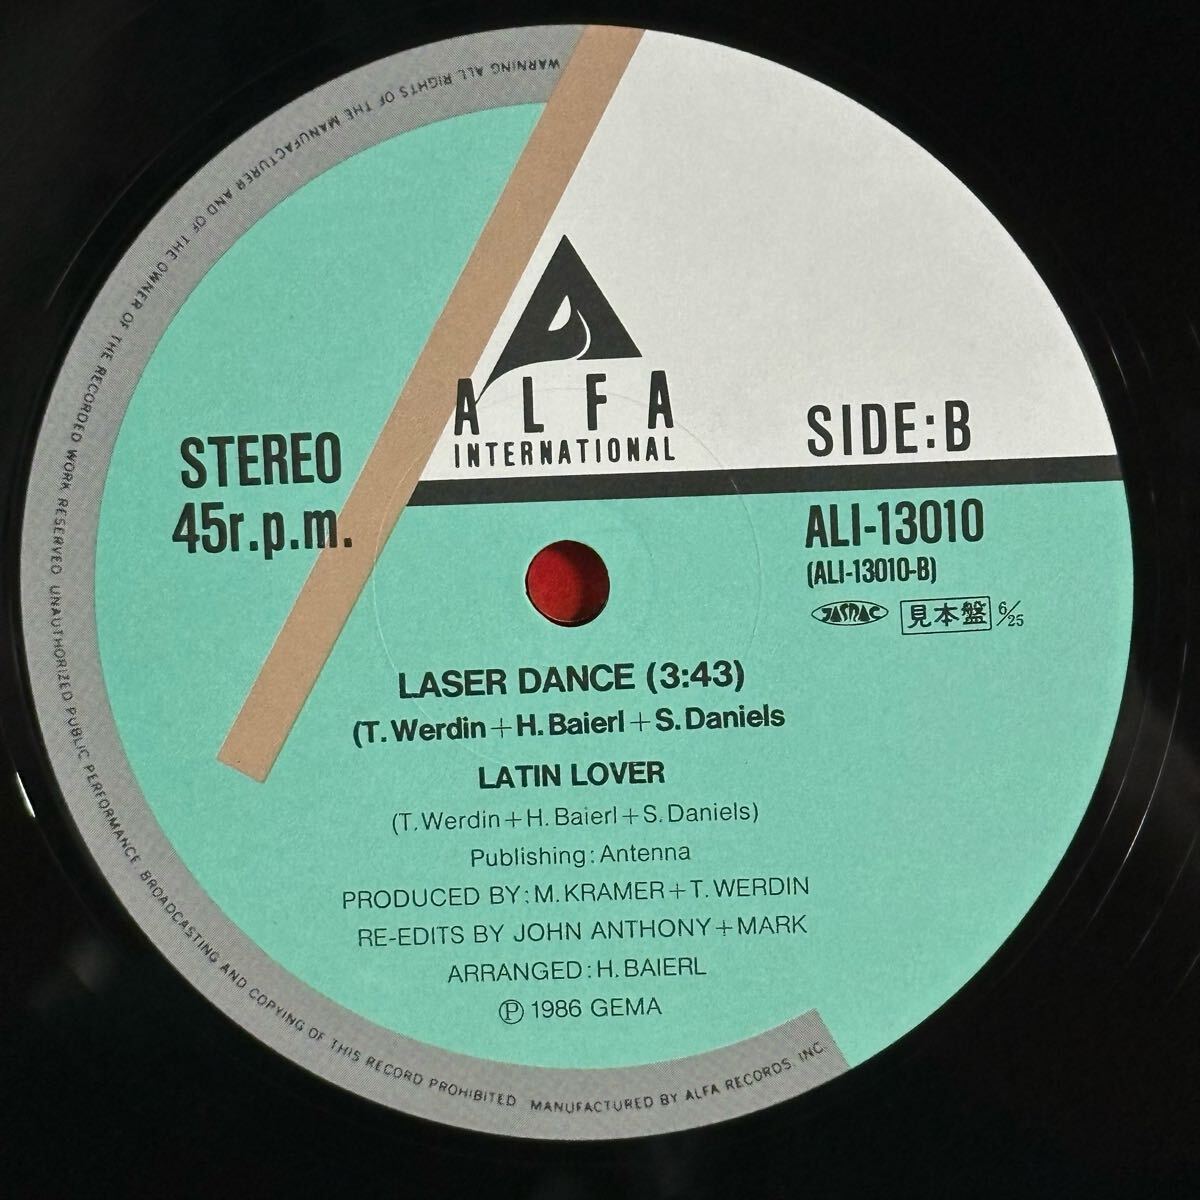 WARNING ALL RIGHTS OF THE MANUFACTURER AND OF THE OWNER OF THE RECORDED WORK RESERVED UNAUTHORIZED PUBLIC PERFORMANCE BROADCASTING AND COPYING OF THIS RECORD PROHIBITED MANUFACTURED BY ALFA RECORDS, INC.
ALFA
INTERNATIONAL
STEREO
45r.p.m.
SIDE:B
ALI-13010
(ALI-13010-B)
JASRAC 見本盤 6/25
LASER DANCE (3:43)
(T. Werdin+H. Baierl+S. Daniels
LATIN LOVER
(T. Werdin+H. Baierl+S. Daniels)
Publishing: Antenna
PRODUCED BY: M. KRAMER+T. WERDIN
RE-EDITS BY JOHN ANTHONY+MARK
ARRANGED: H. BAIERL
Ⓟ 1986 GEMA